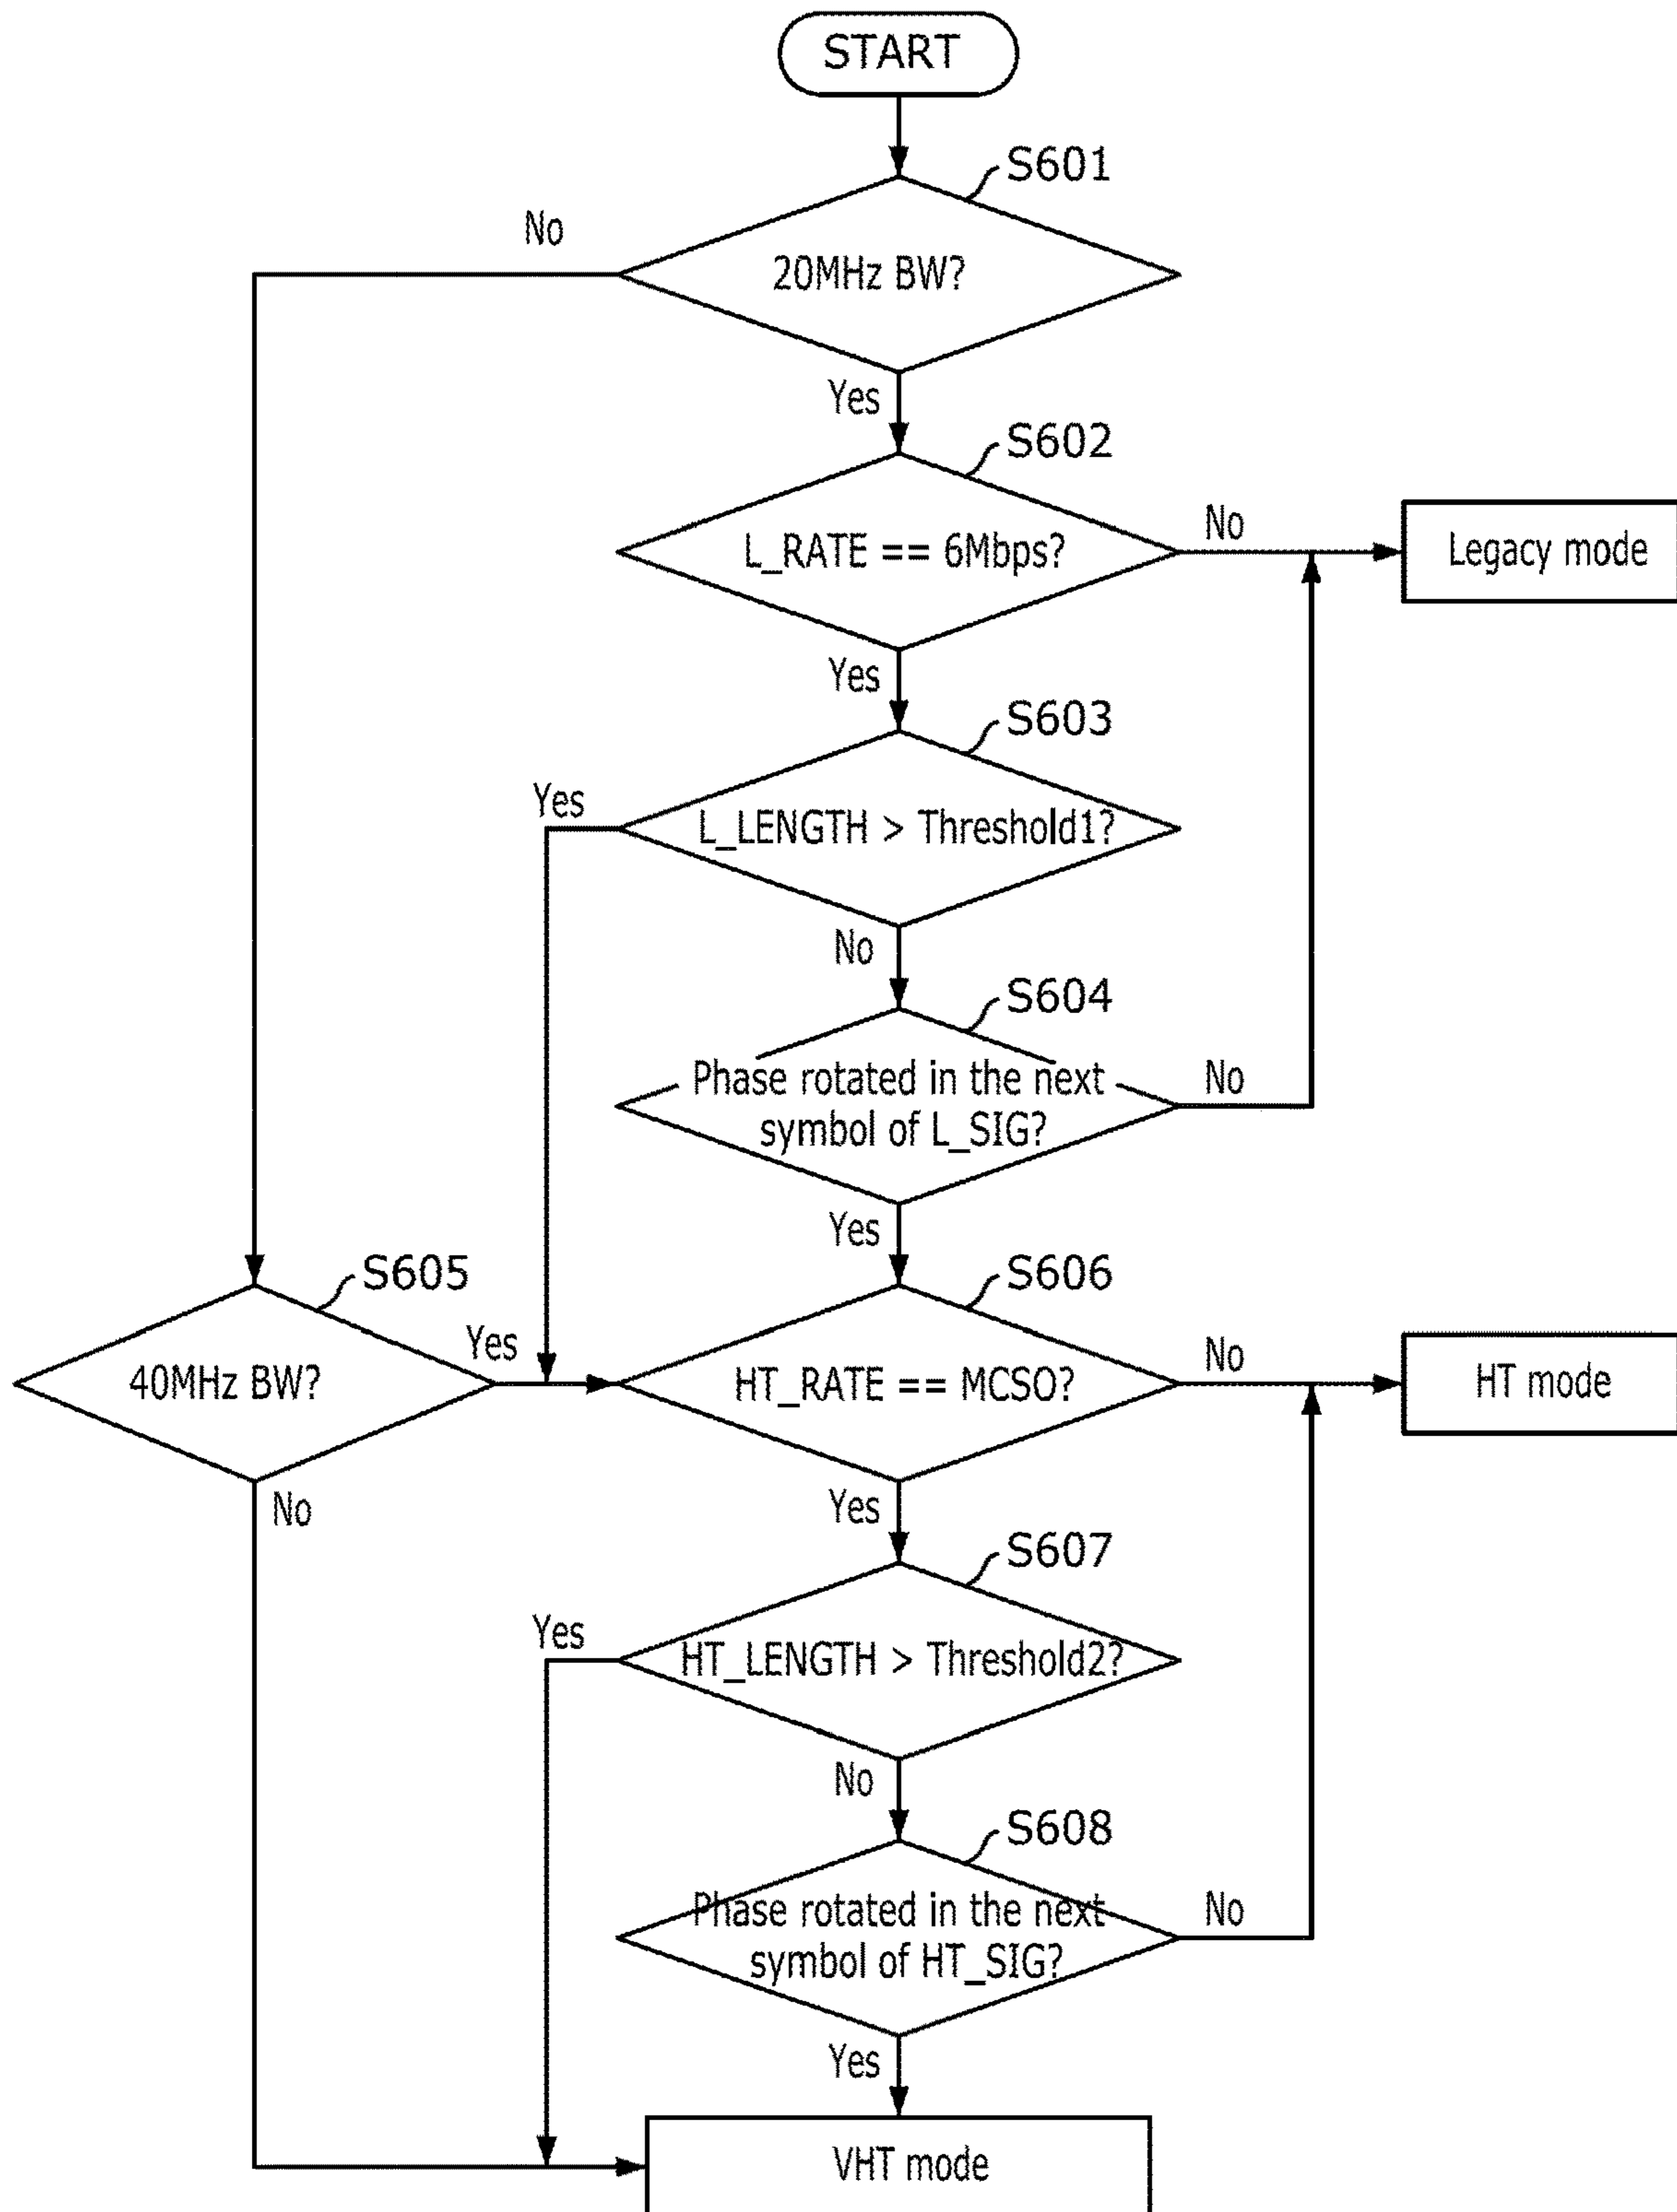 START
S601
No
20MHz BW?
Yes
S602
L_RATE == 6Mbps?
No
Legacy mode
Yes
S603
Yes
L_LENGTH > Threshold1?
No
S604
Phase rotated in the next
symbol of L_SIG?
No
Yes
S605
S606
40MHz BW?
Yes
HT_RATE == MCSO?
No
HT mode
No
Yes
S607
Yes
HT_LENGTH > Threshold2?
No
S608
Phase rotated in the next
symbol of HT_SIG?
No
Yes
VHT mode